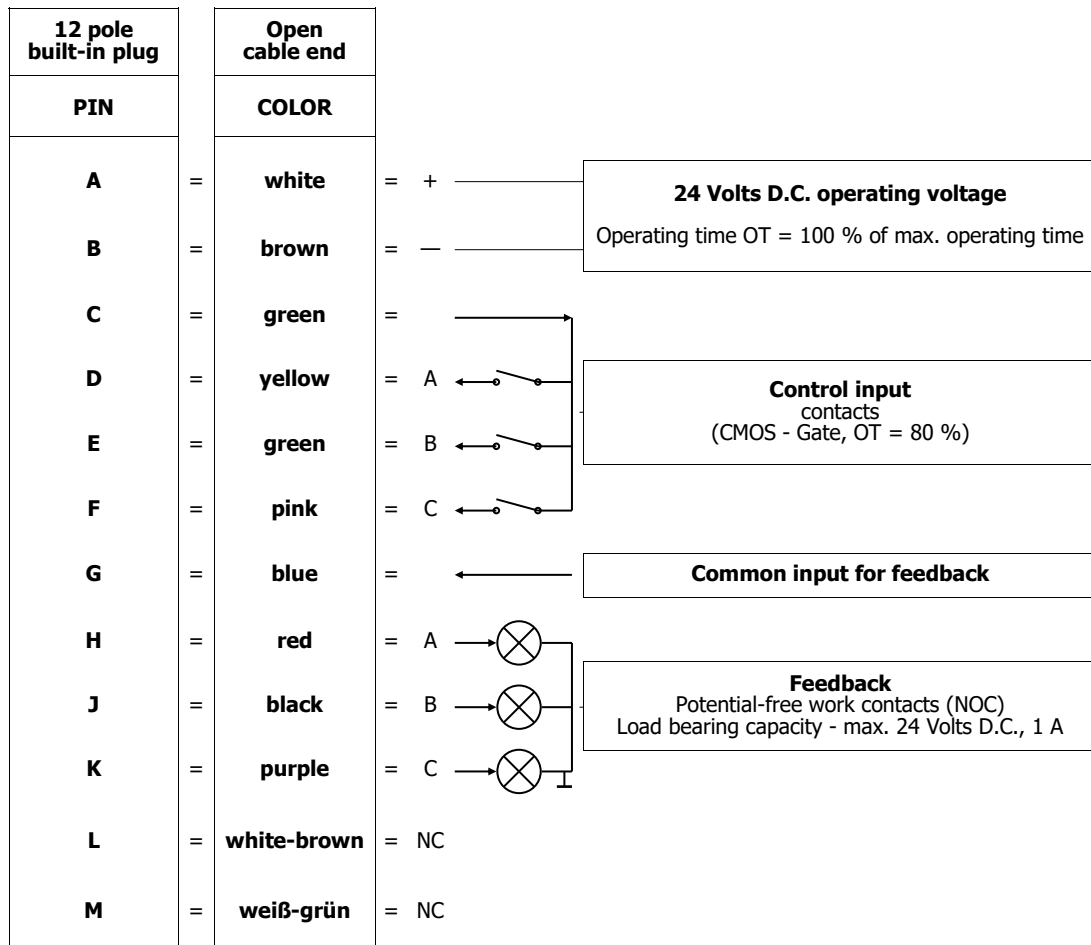 12 pole
built-in plug
Open
cable end
PIN
COLOR
A = white = +
24 Volts D.C. operating voltage
Operating time OT = 100 % of max. operating time
B = brown = —
C = green =
D = yellow = A
Control input
contacts
(CMOS - Gate, OT = 80 %)
E = green = B
F = pink = C
G = blue =
Common input for feedback
H = red = A
Feedback
Potential-free work contacts (NOC)
Load bearing capacity - max. 24 Volts D.C., 1 A
J = black = B
K = purple = C
L = white-brown = NC
M = weiß-grün = NC